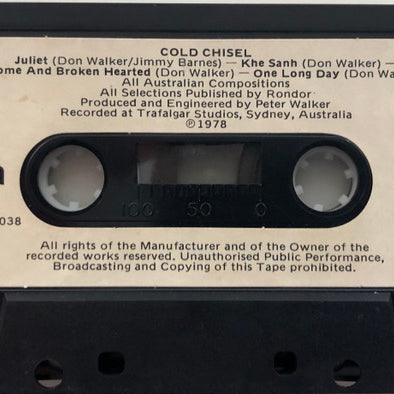 COLD CHISEL
Juliet (Don Walker/Jimmy Barnes) — Khe Sanh (Don Walker) —
ome And Broken Hearted (Don Walker) — One Long Day (Don Wa
All Australian Compositions
All Selections Published by Rondor
Produced and Engineered by Peter Walker
Recorded at Trafalgar Studios, Sydney, Australia
℗1978
100 50 0
038
All rights of the Manufacturer and of the Owner of the
recorded works reserved. Unauthorised Public Performance,
Broadcasting and Copying of this Tape prohibited.